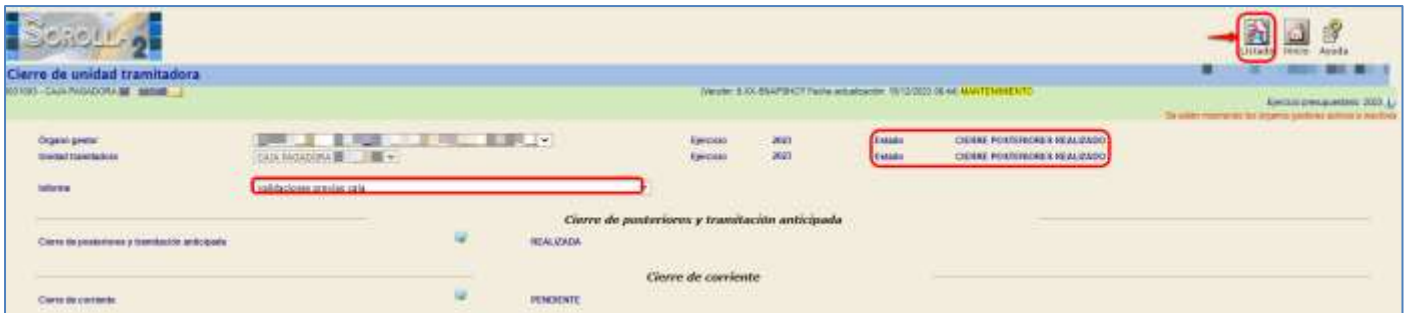 SOROLLA 2
Listado Inicio Ayuda
Cierre de unidad tramitadora
CAJA PAGADORA
MANTENIMIENTO
Ejercicio presupuestario: 2023
Órgano gestor Ejercicio 2023 Estado CIERRE POSTERIORES REALIZADO
Unidad tramitadora CAJA PAGADORA Ejercicio 2023 Estado CIERRE POSTERIORES REALIZADO
Informe Validaciones previas caja
Cierre de posteriores y tramitación anticipada
Cierre de posteriores y tramitación anticipada REALIZADA
Cierre de corriente
Cierre de corriente PENDIENTE